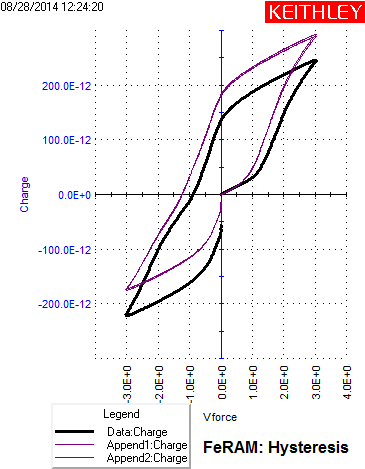 08/28/2014 12:24:20
KEITHLEY
200.0E-12
100.0E-12
0.0E+0
-100.0E-12
-200.0E-12
Charge
-3.0E+0
-2.0E+0
-1.0E+0
0.0E+0
1.0E+0
2.0E+0
3.0E+0
4.0E+0
Vforce
Legend
Data:Charge
Append1:Charge
Append2:Charge
FeRAM: Hysteresis